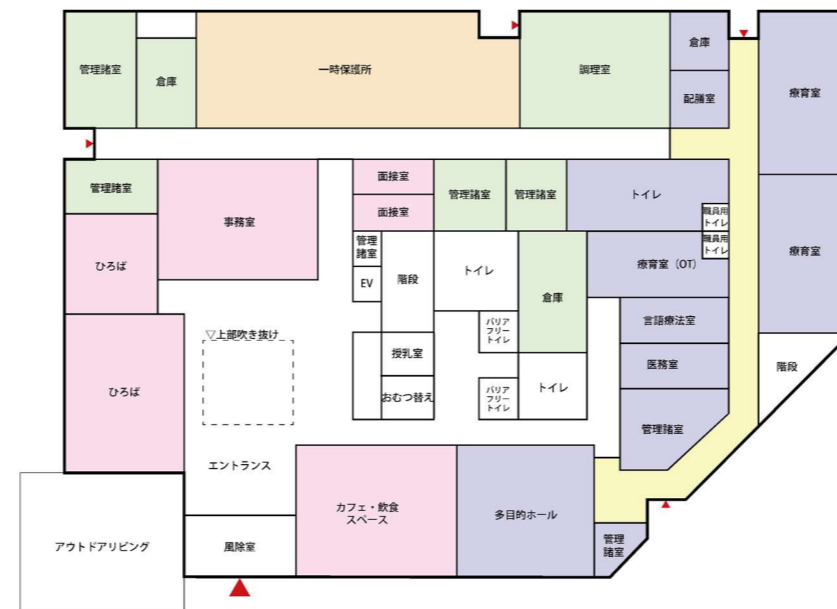 管理諸室
倉庫
一時保護所
調理室
倉庫
配膳室
療育室
管理諸室
事務室
面接室
面接室
管理諸室
管理諸室
トイレ
職員用
トイレ
職員用
トイレ
療育室
ひろば
管理
諸室
EV
階段
トイレ
倉庫
療育室（OT）
バリア
フリー
トイレ
言語療法室
▽上部吹き抜け
授乳室
医務室
階段
ひろば
おむつ替え
バリア
フリー
トイレ
トイレ
管理諸室
エントランス
カフェ・飲食
スペース
多目的ホール
アウトドアリビング
風除室
管理
諸室